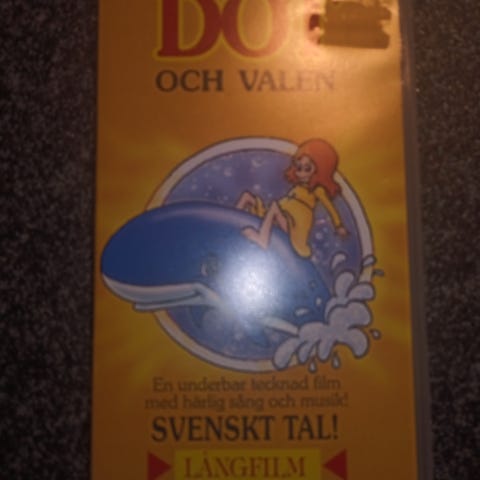 DO
OCH VALEN
En underbar tecknad film
med härlig sång och musik!
SVENSKT TAL!
LÅNGFILM